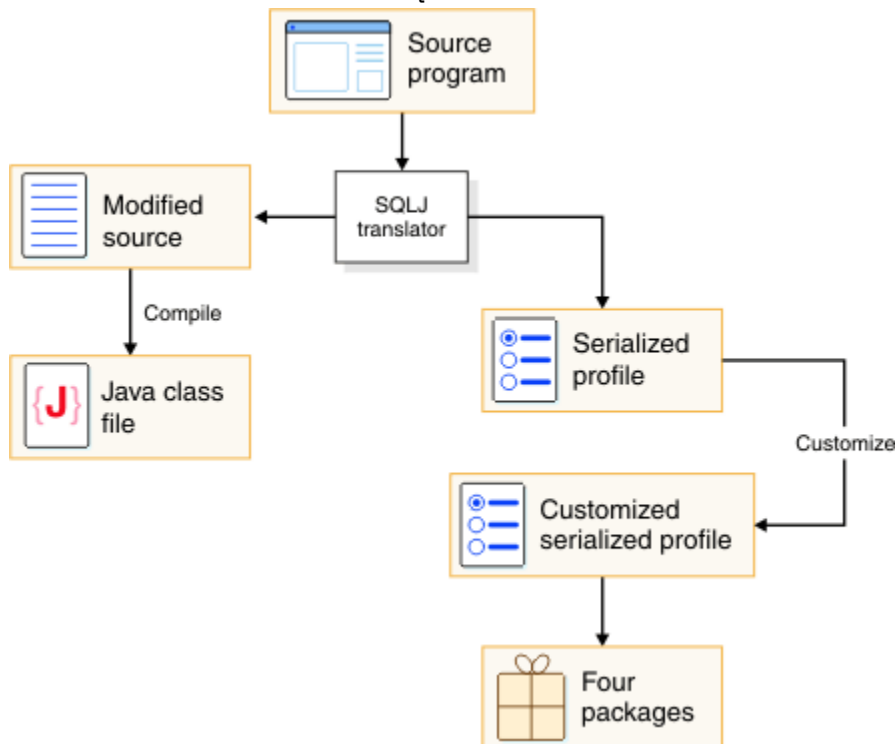 Source
program
SQLJ
translator
Modified
source
Compile
{J}
Java class
file
Serialized
profile
Customize
Customized
serialized profile
Four
packages